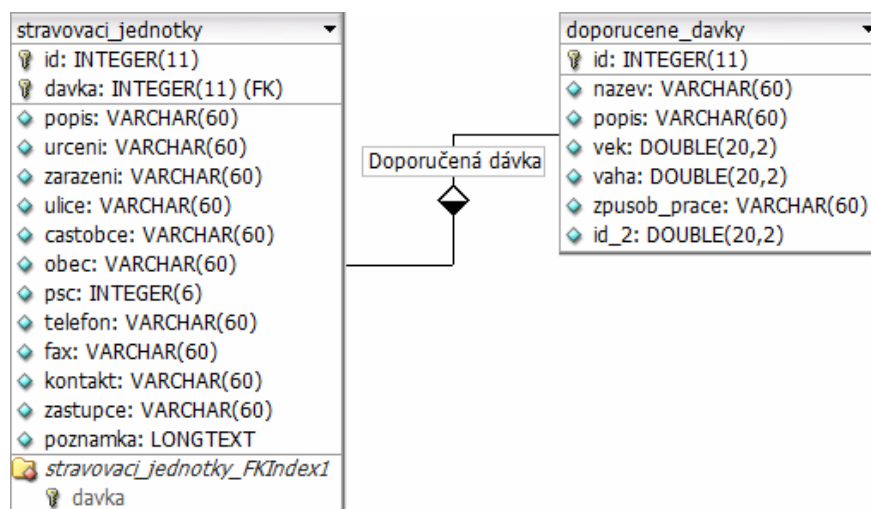 stravovaci_jednotky
id: INTEGER(11)
davka: INTEGER(11) (FK)
popis: VARCHAR(60)
urceni: VARCHAR(60)
zarazeni: VARCHAR(60)
ulice: VARCHAR(60)
castobce: VARCHAR(60)
obec: VARCHAR(60)
psc: INTEGER(6)
telefon: VARCHAR(60)
fax: VARCHAR(60)
kontakt: VARCHAR(60)
zastupce: VARCHAR(60)
poznamka: LONGTEXT
stravovaci_jednotky_FKIndex1
davka
Doporučená dávka
doporucene_davky
id: INTEGER(11)
nazev: VARCHAR(60)
popis: VARCHAR(60)
vek: DOUBLE(20,2)
vaha: DOUBLE(20,2)
zpusob_prace: VARCHAR(60)
id_2: DOUBLE(20,2)